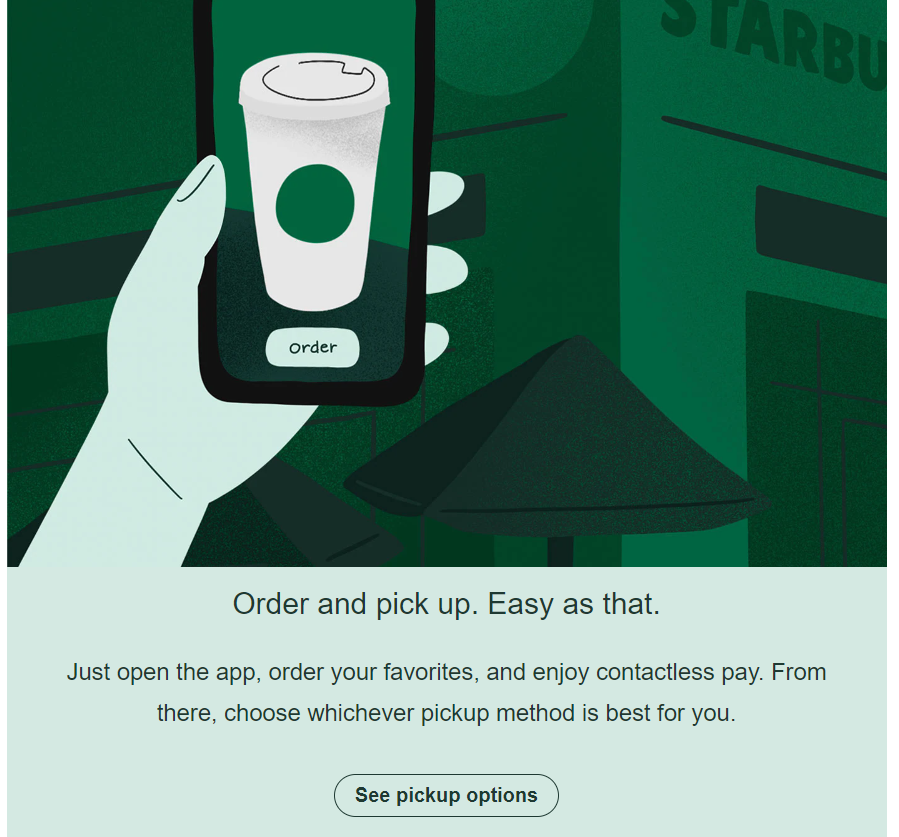 STARBU
Order
Order and pick up. Easy as that.
Just open the app, order your favorites, and enjoy contactless pay. From
there, choose whichever pickup method is best for you.
See pickup options